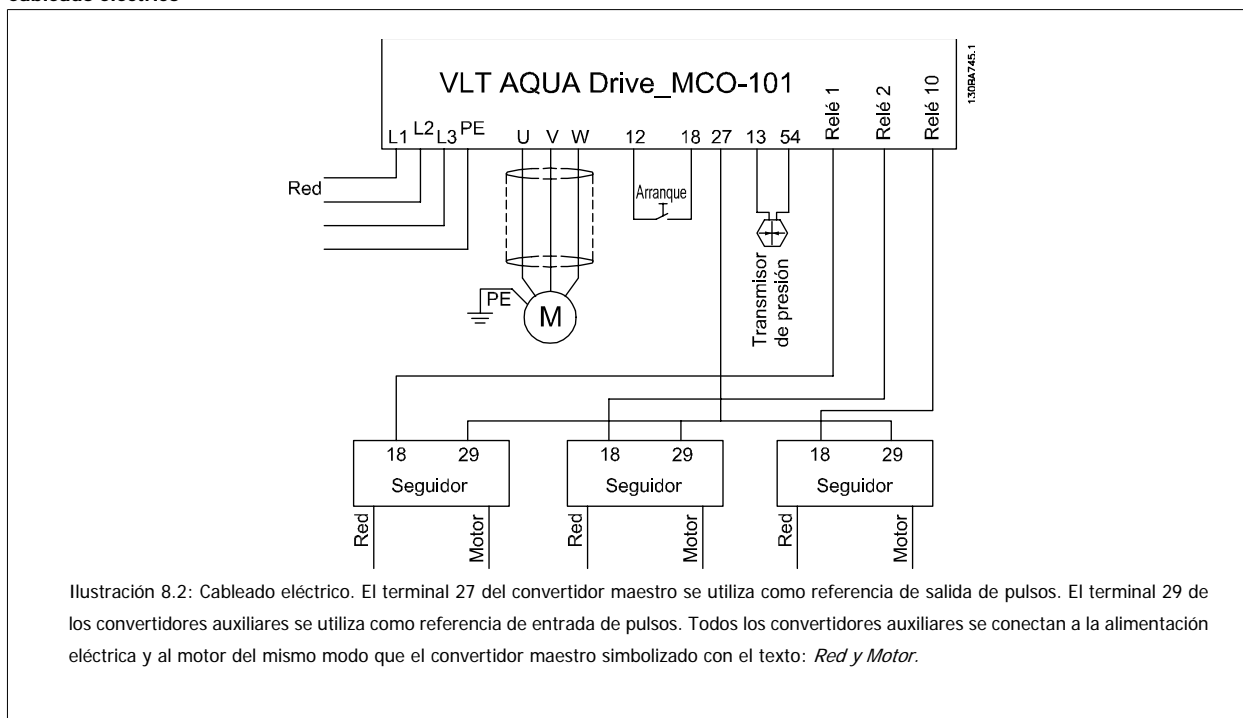 cableado eléctrico
VLT AQUA Drive_MCO-101
130BA745.1
Relé 1
Relé 2
Relé 10
L1 L2 L3 PE U V W 12 18 27 13 54
Red
Arranque
PE
M
Transmisor
de presión
18 29
Seguidor
Red
Motor
18 29
Seguidor
Red
Motor
18 29
Seguidor
Red
Motor
Ilustración 8.2: Cableado eléctrico. El terminal 27 del convertidor maestro se utiliza como referencia de salida de pulsos. El terminal 29 de
los convertidores auxiliares se utiliza como referencia de entrada de pulsos. Todos los convertidores auxiliares se conectan a la alimentación
eléctrica y al motor del mismo modo que el convertidor maestro simbolizado con el texto: Red y Motor.